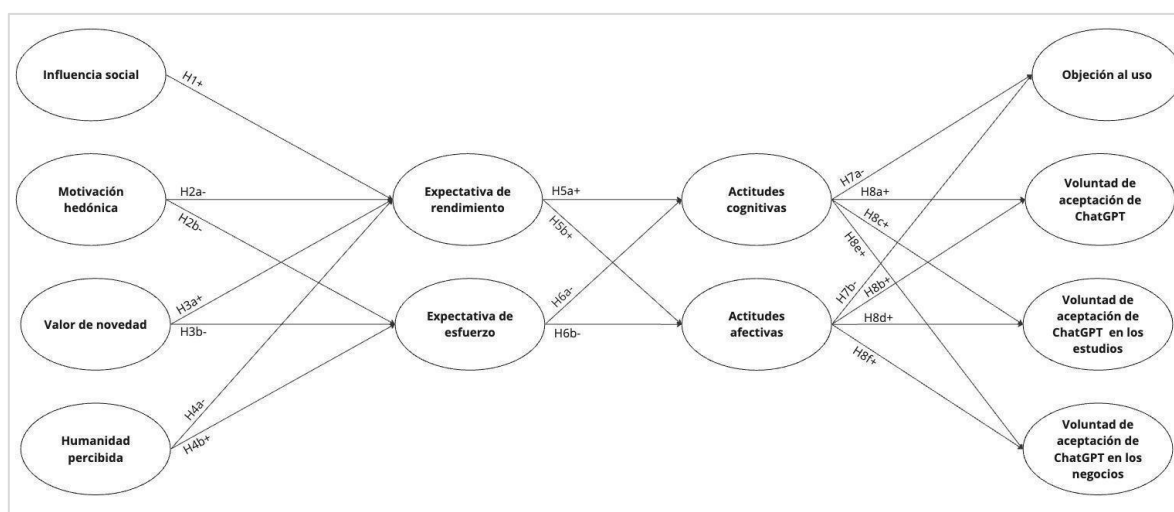 Influencia social
Motivación
hedónica
Valor de novedad
Humanidad
percibida
H1+
H2a-
H2b-
H3a+
H3b-
H4a-
H4b+
Expectativa de
rendimiento
Expectativa de
esfuerzo
H5a+
H5b+
H6a-
H6b-
Actitudes
cognitivas
Actitudes
afectivas
H7a-
H8a+
H8c+
H8e+
H7b-
H8b+
H8d+
H8f+
Objeción al uso
Voluntad de
aceptación de
ChatGPT
Voluntad de
aceptación de
ChatGPT en los
estudios
Voluntad de
aceptación de
ChatGPT en los
negocios